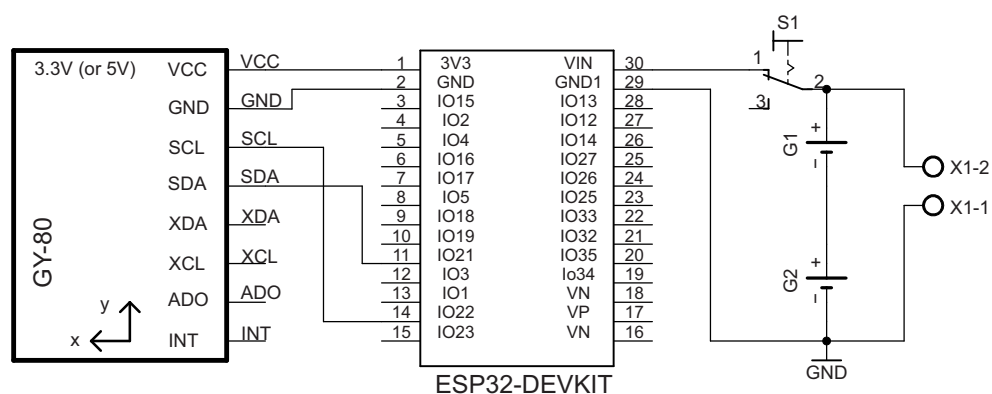 S1
3.3V (or 5V)
VCC VCC 1 3V3 VIN 30 1 2
GND GND 2 GND GND1 29 3
3 IO15 IO13 28
4 IO2 IO12 27
SCL SCL 5 IO4 IO14 26 G1 + -
6 IO16 IO27 25 X1-2
SDA SDA 7 IO17 IO26 24
8 IO5 IO25 23 X1-1
XDA XDA 9 IO18 IO33 22
10 IO19 IO32 21
XCL XCL 11 IO21 IO35 20
12 IO3 Io34 19 G2 + -
ADO ADO 13 IO1 VN 18
14 IO22 VP 17
INT INT 15 IO23 VN 16
GY-80
y
x
GND
ESP32-DEVKIT